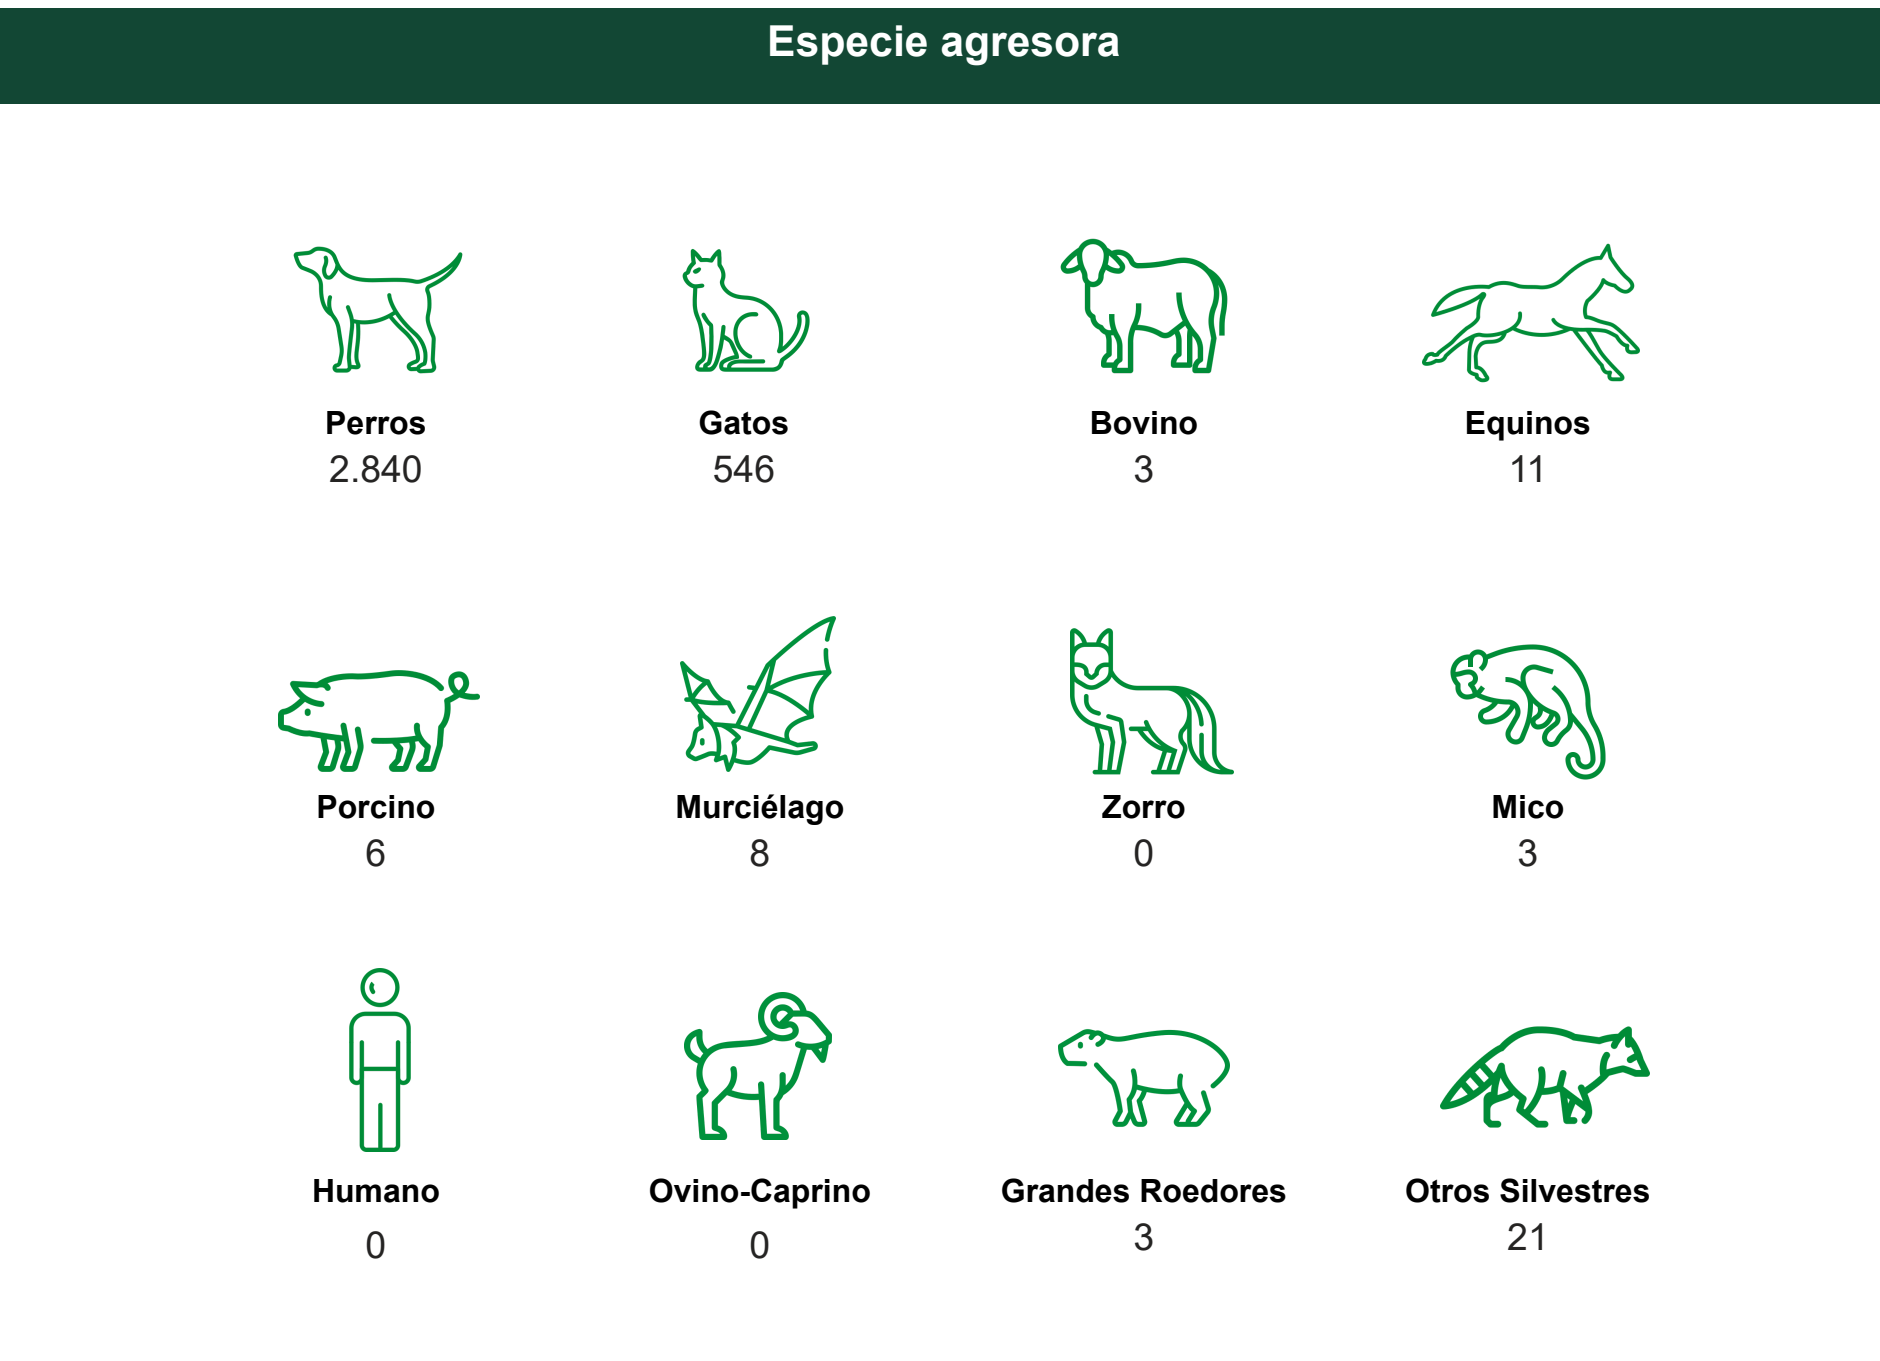 Especie agresora
Perros
2.840
Gatos
546
Bovino
3
Equinos
11
Porcino
6
Murciélago
8
Zorro
0
Mico
3
Humano
0
Ovino-Caprino
0
Grandes Roedores
3
Otros Silvestres
21